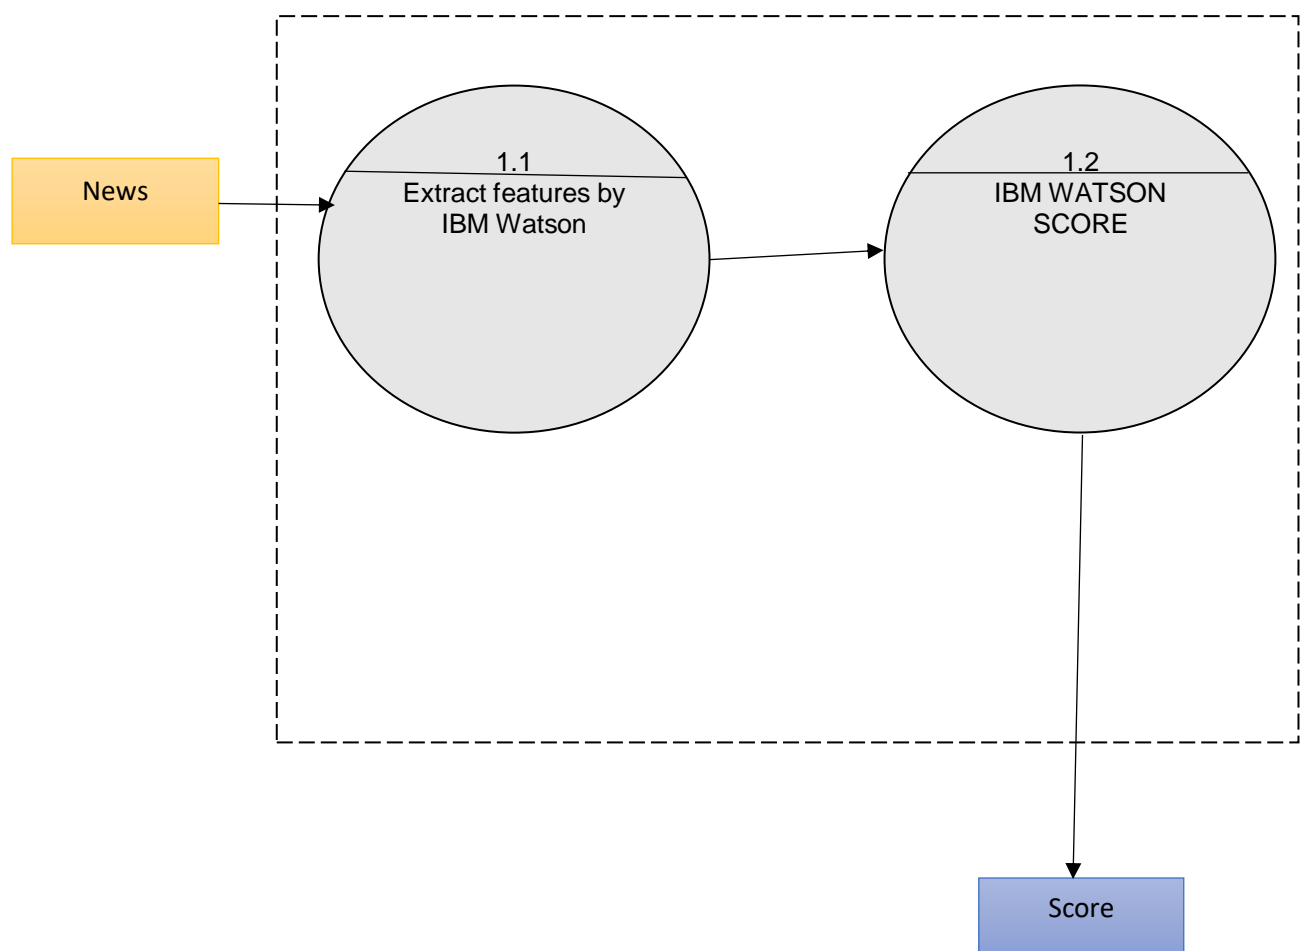 News
1.1
Extract features by
IBM Watson
1.2
IBM WATSON
SCORE
Score